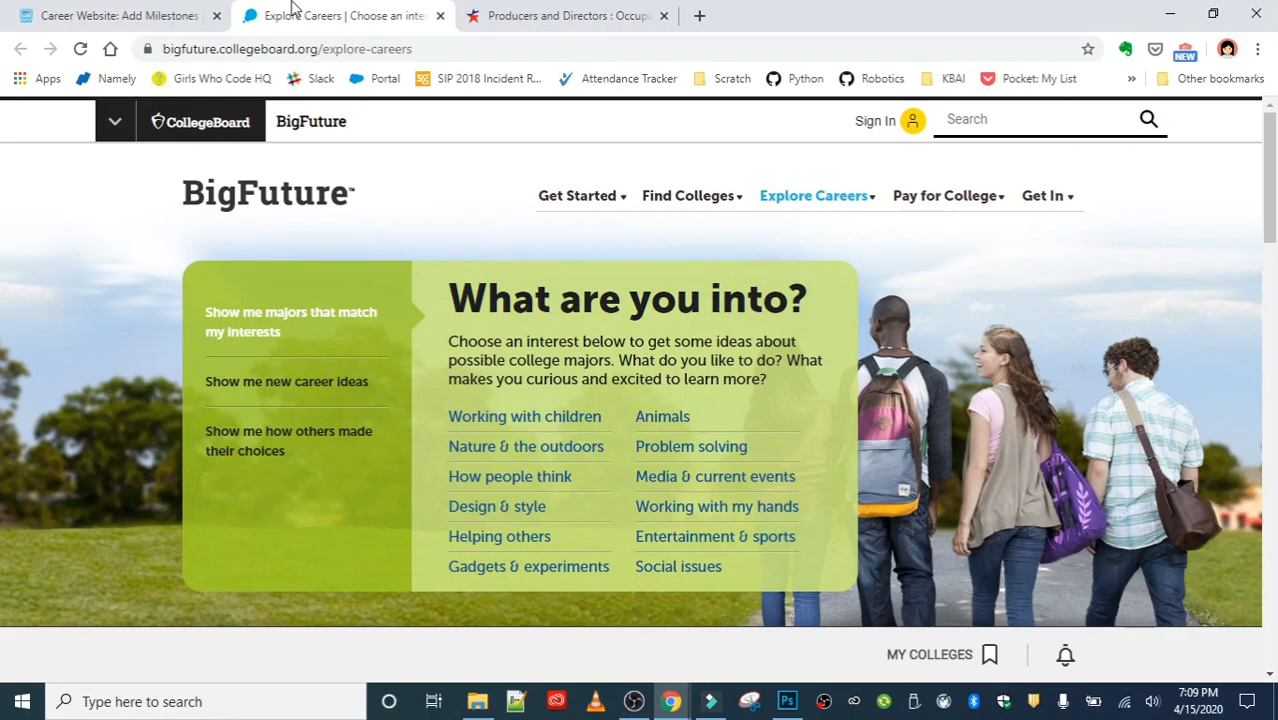 Career Website: Add Milestones
Explore Careers | Choose an inter
Producers and Directors : Occupa
bigfuture.collegeboard.org/explore-careers
Apps
Namely
Girls Who Code HQ
Slack
Portal
SIP 2018 Incident R...
Attendance Tracker
Scratch
Python
Robotics
KBAI
Pocket: My List
»
Other bookmarks
NEW
CollegeBoard
BigFuture
Sign In
Search
BigFuture™
Get Started
Find Colleges
Explore Careers
Pay for College
Get In
Show me majors that match
my interests
Show me new career ideas
Show me how others made
their choices
What are you into?
Choose an interest below to get some ideas about
possible college majors. What do you like to do? What
makes you curious and excited to learn more?
Working with children
Animals
Nature & the outdoors
Problem solving
How people think
Media & current events
Design & style
Working with my hands
Helping others
Entertainment & sports
Gadgets & experiments
Social issues
MY COLLEGES
Type here to search
Ps
7:09 PM
4/15/2020